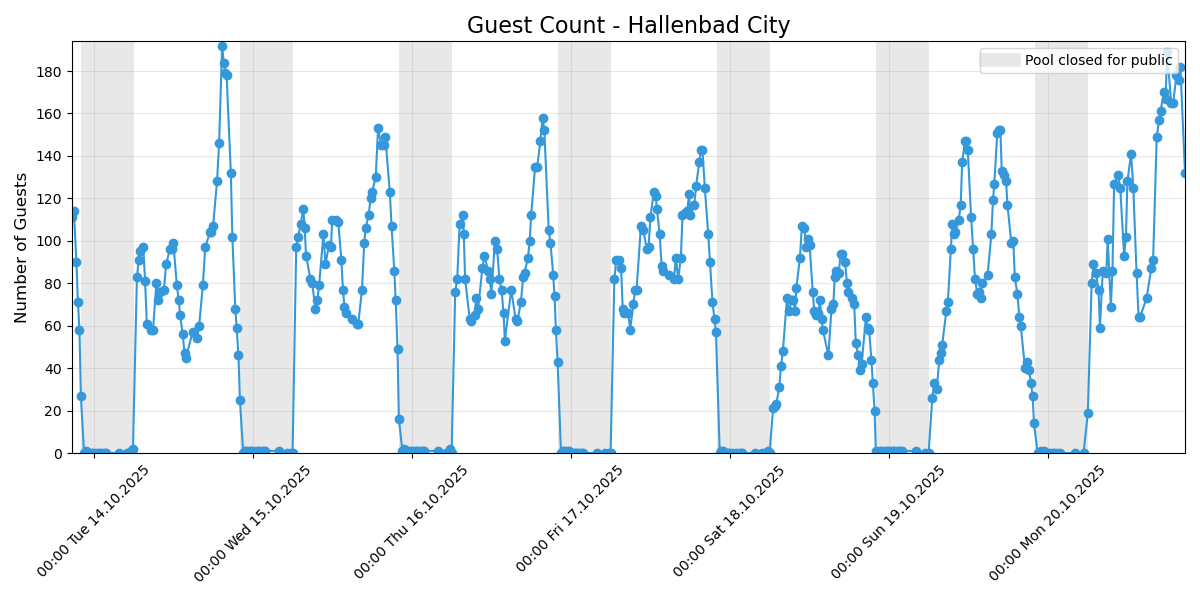 Guest Count - Hallenbad City
Pool closed for public
Number of Guests
180
160
140
120
100
80
60
40
20
0
00:00 Tue 14.10.2025
00:00 Wed 15.10.2025
00:00 Thu 16.10.2025
00:00 Fri 17.10.2025
00:00 Sat 18.10.2025
00:00 Sun 19.10.2025
00:00 Mon 20.10.2025